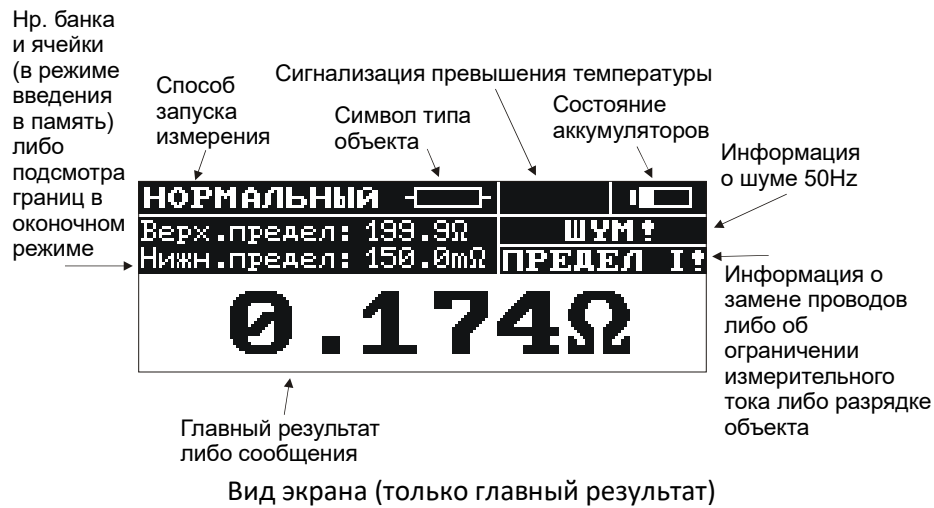 Нр. банка
и ячейки
(в режиме
введения
в память)
либо
подсмотра
границ в
оконочном
режиме
Способ
запуска
измерения
Сигнализация превышения температуры
Символ типа
объекта
Состояние
аккумуляторов
Информация
о шуме 50Hz
НОРМАЛЬНЫЙ
Верх.предел: 199.9Ω
ШУМ!
Нижн.предел: 150.0mΩ
ПРЕДЕЛ I!
0.174Ω
Информация о
замене проводов
либо об
ограничении
измерительного
тока либо разрядке
объекта
Главный результат
либо сообщения
Вид экрана (только главный результат)